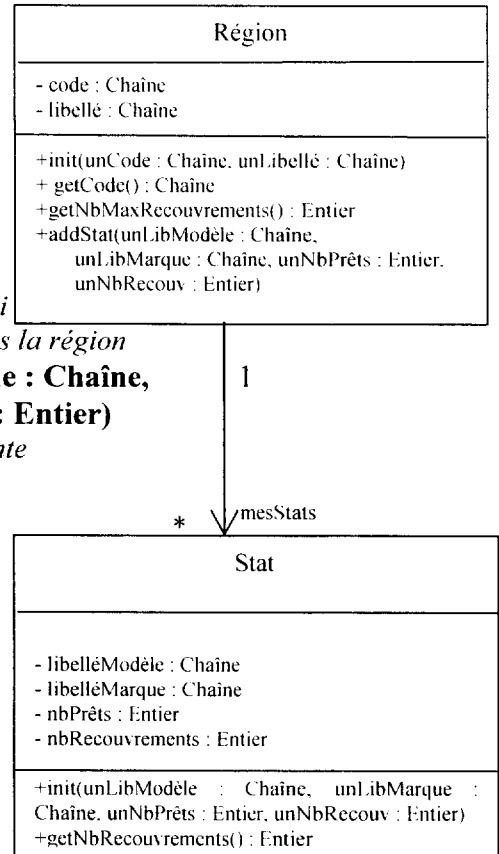 Région
- code : Chaîne
- libellé : Chaîne
+init(unCode : Chaîne, unLibellé : Chaîne)
+ getCode() : Chaîne
+getNbMaxRecouvrements() : Entier
+addStat(unLibModèle : Chaîne,
unLibMarque : Chaîne, unNbPrêts : Entier,
unNbRecouv : Entier)
i
s la région
e : Chaîne,
: Entier)
nte
1
* mesStats
Stat
- libelléModèle : Chaîne
- libelléMarque : Chaîne
- nbPrêts : Entier
- nbRecouvrements : Entier
+init(unLibModèle : Chaîne, unLibMarque :
Chaîne, unNbPrêts : Entier, unNbRecouv : Entier)
+getNbRecouvrements() : Entier